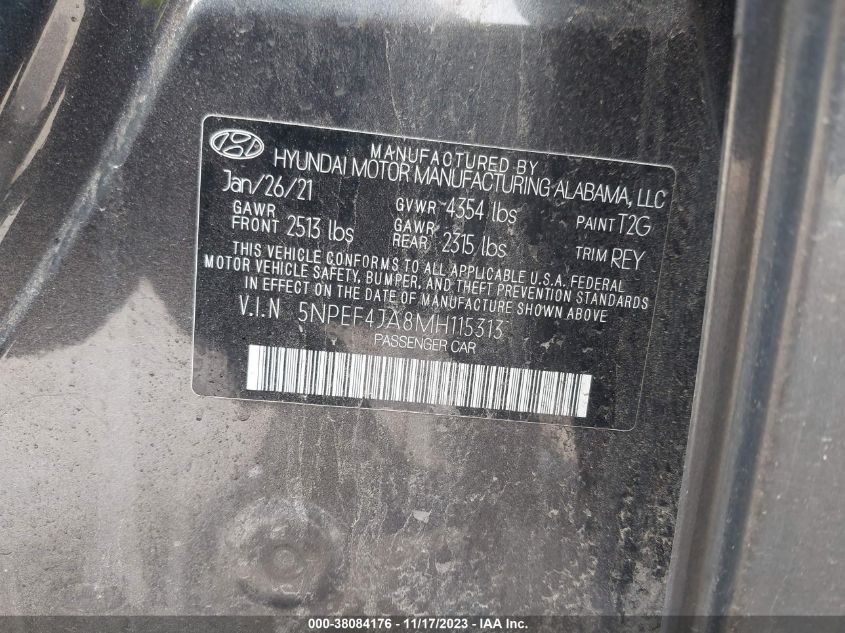 MANUFACTURED BY
HYUNDAI MOTOR MANUFACTURING ALABAMA, LLC
Jan/26/21
GVWR 4354 lbs
PAINT T2G
GAWR FRONT 2513 lbs
GAWR REAR 2315 lbs
TRIM REY
THIS VEHICLE CONFORMS TO ALL APPLICABLE U.S.A. FEDERAL
MOTOR VEHICLE SAFETY, BUMPER, AND THEFT PREVENTION STANDARDS
IN EFFECT ON THE DATE OF MANUFACTURE SHOWN ABOVE.
V.I.N 5NPEF4JA8MH115313
PASSENGER CAR
000-38084176 - 11/17/2023 - IAA, Inc.